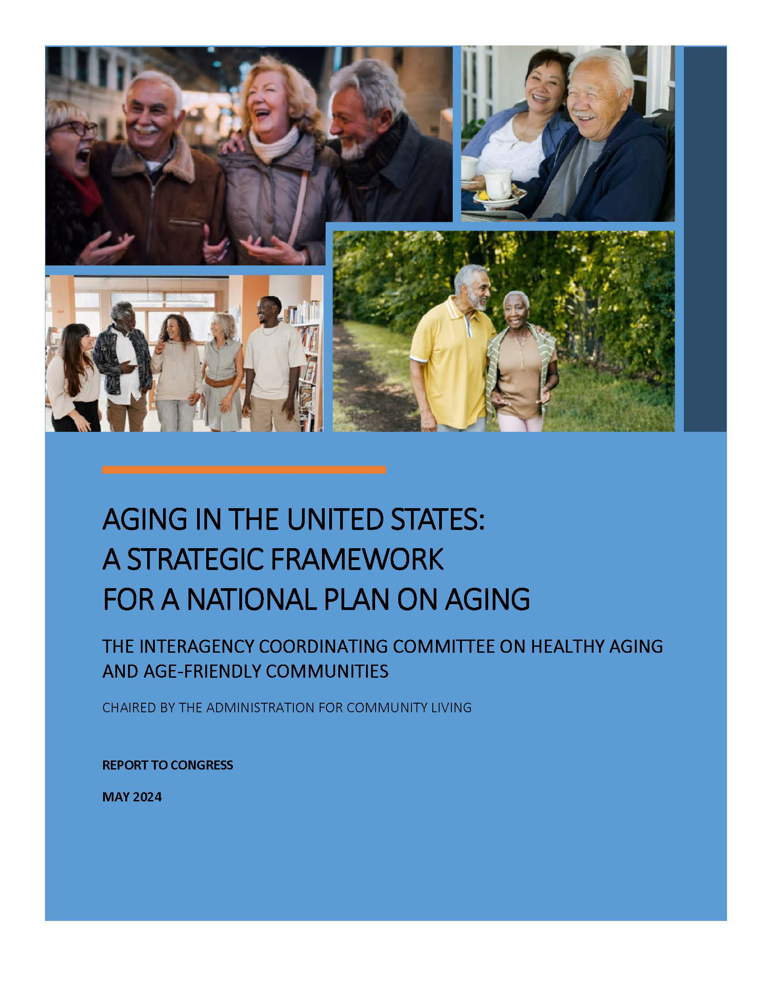 AGING IN THE UNITED STATES:
A STRATEGIC FRAMEWORK
FOR A NATIONAL PLAN ON AGING
THE INTERAGENCY COORDINATING COMMITTEE ON HEALTHY AGING
AND AGE-FRIENDLY COMMUNITIES
CHAIRED BY THE ADMINISTRATION FOR COMMUNITY LIVING
REPORT TO CONGRESS
MAY 2024